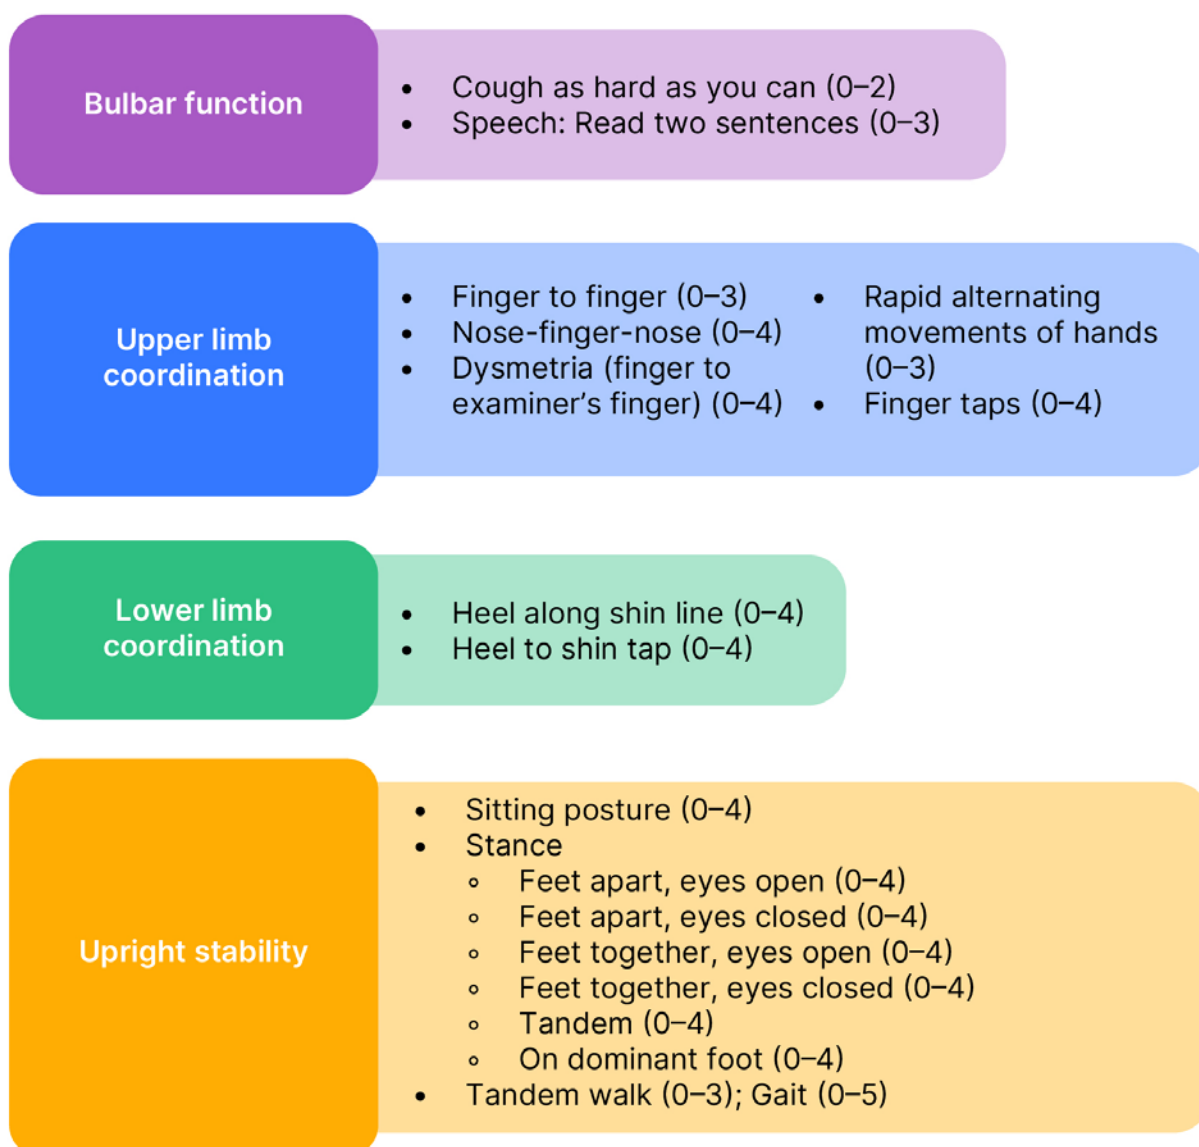 Bulbar function
• Cough as hard as you can (0–2)
• Speech: Read two sentences (0–3)
Upper limb
coordination
• Finger to finger (0–3)
• Nose-finger-nose (0–4)
• Dysmetria (finger to
examiner’s finger) (0–4)
• Rapid alternating
movements of hands
(0–3)
• Finger taps (0–4)
Lower limb
coordination
• Heel along shin line (0–4)
• Heel to shin tap (0–4)
Upright stability
• Sitting posture (0–4)
• Stance
◦ Feet apart, eyes open (0–4)
◦ Feet apart, eyes closed (0–4)
◦ Feet together, eyes open (0–4)
◦ Feet together, eyes closed (0–4)
◦ Tandem (0–4)
◦ On dominant foot (0–4)
• Tandem walk (0–3); Gait (0–5)